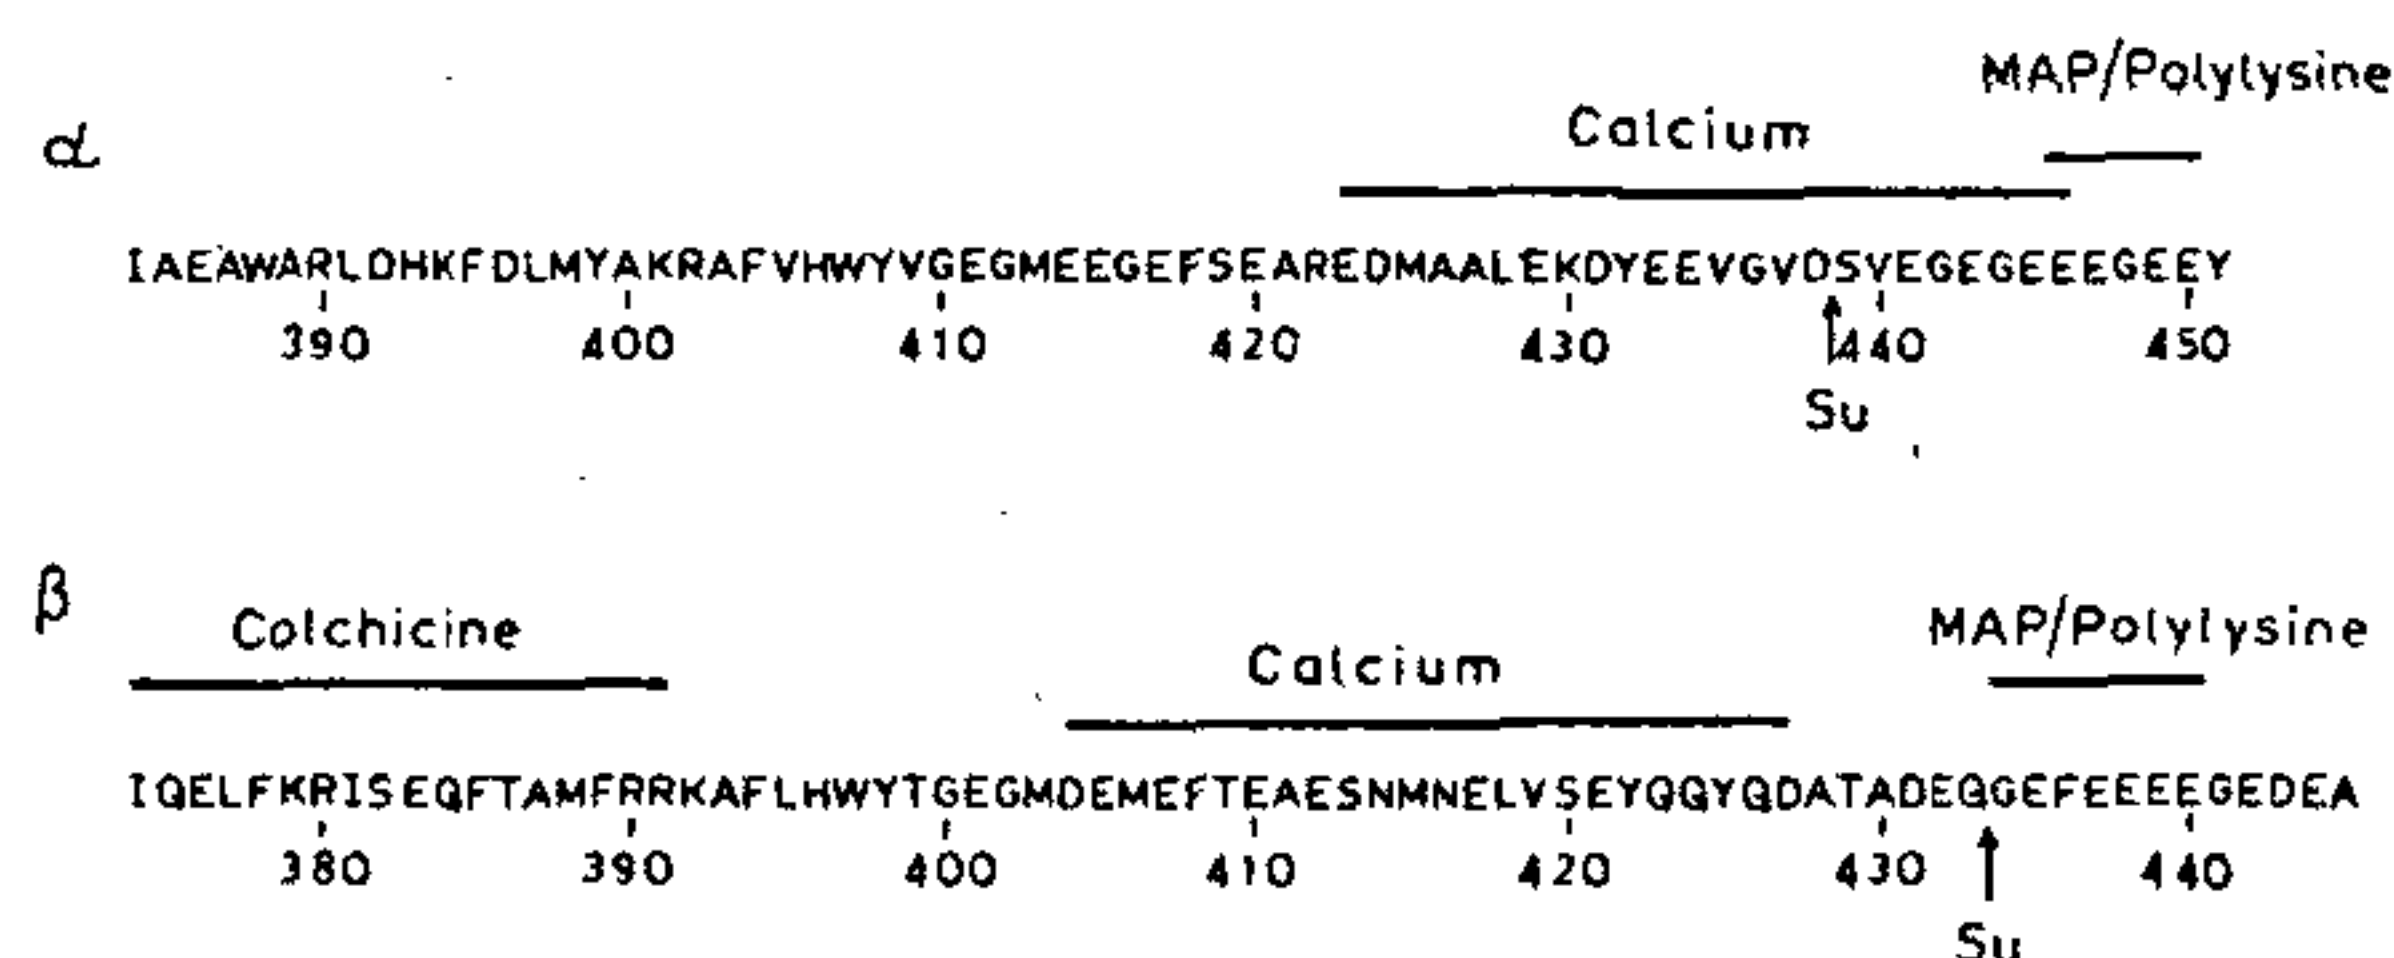 MAP/Polylysine
α Calcium
IAEAWARLDHKFDLMYAKRAFVHWYVGEGMEEGEFSEAREDMAALEKDYEEVGVDSVEGEGEEEGEEY
390 400 410 420 430 440 450
Su
β Colchicine Calcium MAP/Polylysine
IQELFKRISEQFTAMFRRKAFLHWYTGEGMDEMEFTEAESNMNELVSEYQQYQDATADEQGEFEEEEGEDEA
380 390 400 410 420 430 440
Su